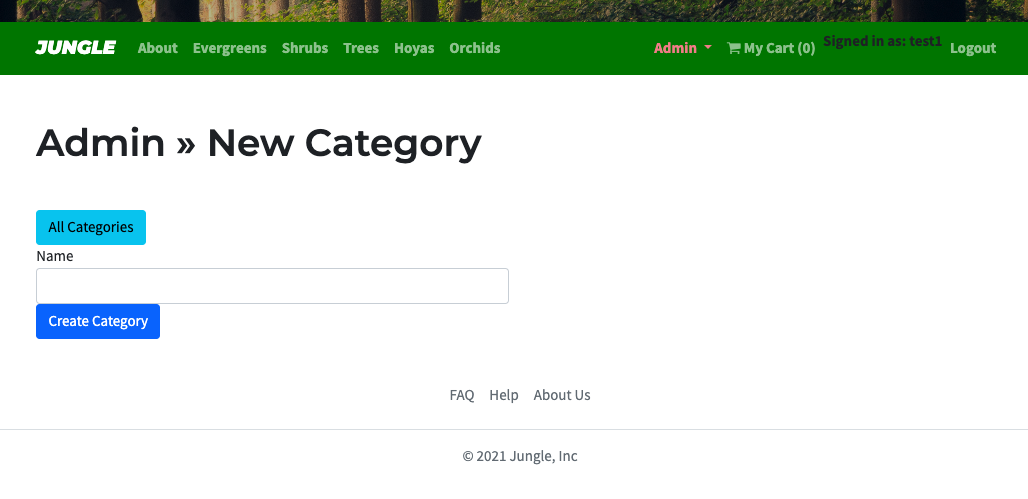 JUNGLE About Evergreens Shrubs Trees Hoyas Orchids Admin My Cart (0) Signed in as: test1 Logout
Admin » New Category
All Categories
Name
Create Category
FAQ Help About Us
© 2021 Jungle, Inc